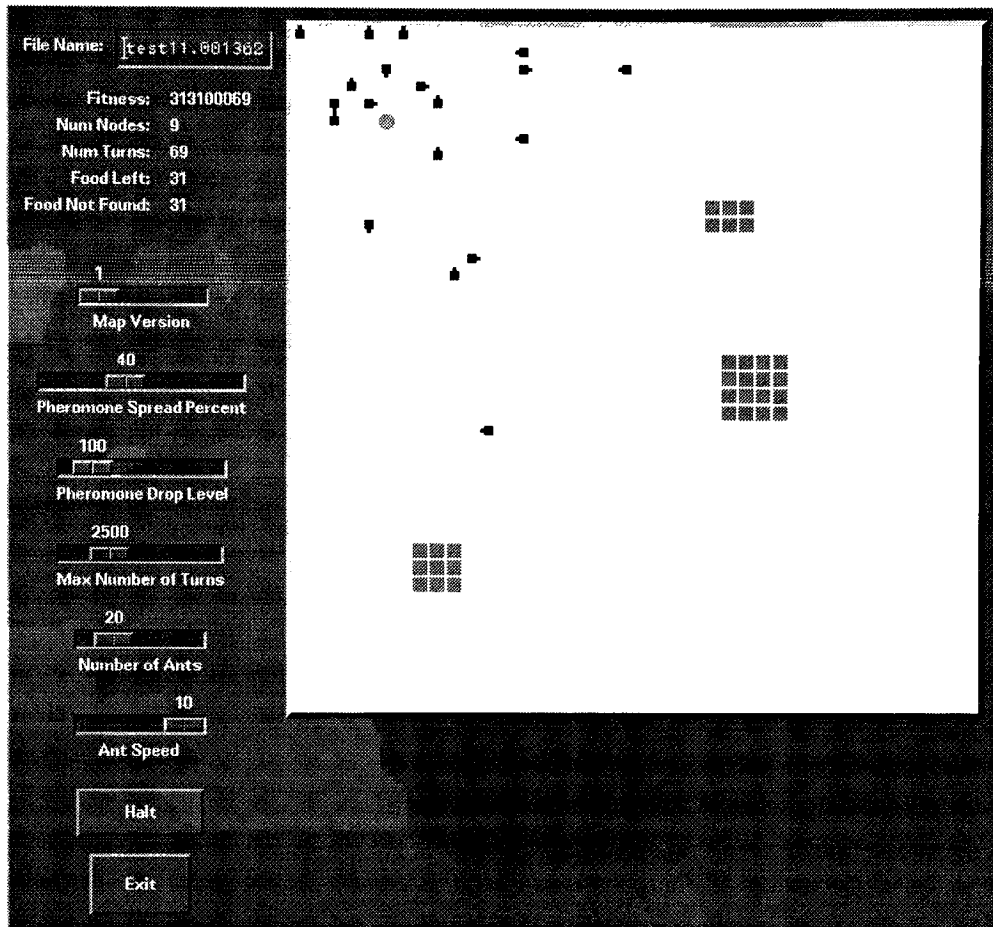 File Name: test11.001362
Fitness: 313100069
Num Nodes: 9
Num Turns: 69
Food Left: 31
Food Not Found: 31
1
Map Version
40
Pheromone Spread Percent
100
Pheromone Drop Level
2500
Max Number of Turns
20
Number of Ants
10
Ant Speed
Halt
Exit